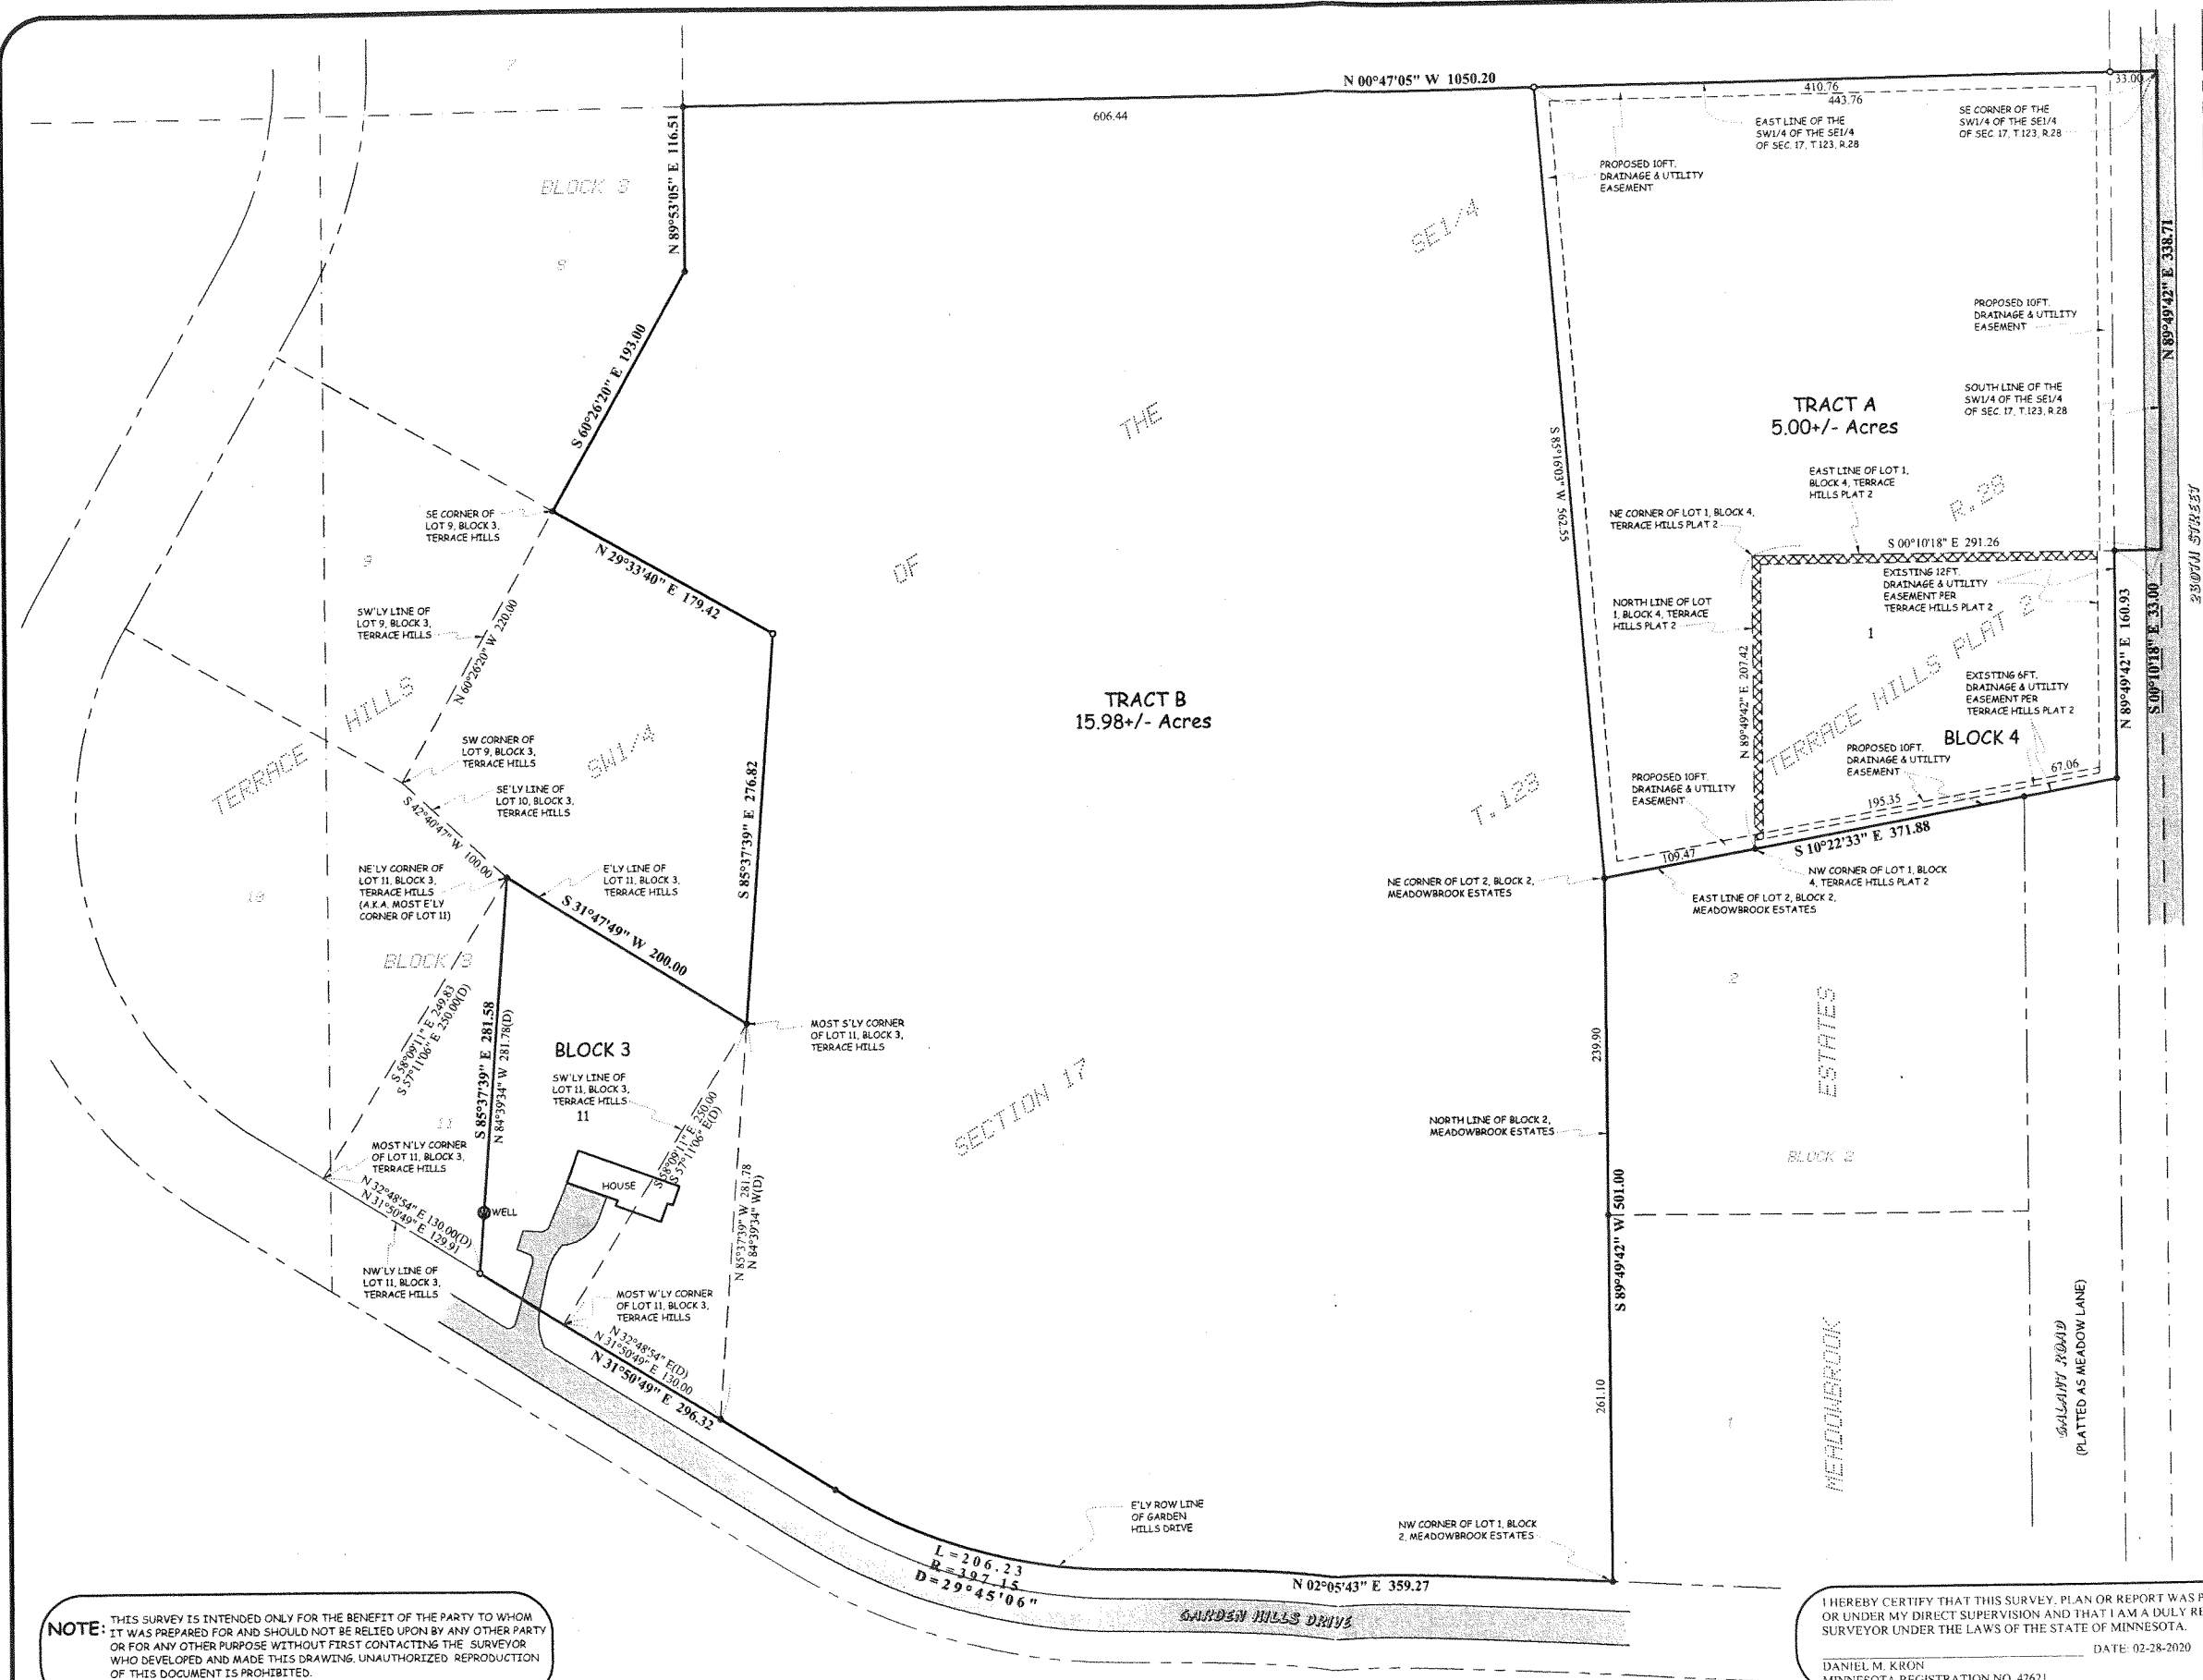 N 00°47'05" W 1050.20
606.44
410.76
443.76
33.00
7
N 89°53'05" E 116.51
BLOCK 3
8
EAST LINE OF THE
SW1/4 OF THE SE1/4
OF SEC. 17, T.123, R.28
SE CORNER OF THE
SW1/4 OF THE SE1/4
OF SEC. 17, T.123, R.28
PROPOSED 10FT.
DRAINAGE & UTILITY
EASEMENT
SE1/4
N 89°49'42" E 338.71
PROPOSED 10FT.
DRAINAGE & UTILITY
EASEMENT
S 60°26'20" E 193.00
THE
SOUTH LINE OF THE
SW1/4 OF THE SE1/4
OF SEC. 17, T.123, R.28
TRACT A
5.00+/- Acres
S 85°16'03" W 562.55
EAST LINE OF LOT 1,
BLOCK 4, TERRACE
HILLS PLAT 2
R.29
SE CORNER OF
LOT 9, BLOCK 3,
TERRACE HILLS
NE CORNER OF LOT 1, BLOCK 4,
TERRACE HILLS PLAT 2
S 00°10'18" E 291.26
230TH STREET
9
N 29°33'40" E 179.42
OF
EXISTING 12FT.
DRAINAGE & UTILITY
EASEMENT PER
TERRACE HILLS PLAT 2
NORTH LINE OF LOT
1, BLOCK 4, TERRACE
HILLS PLAT 2
SW'LY LINE OF
LOT 9, BLOCK 3,
TERRACE HILLS
N 60°26'20" W 220.00
1
N 89°49'42" E 160.93
S 00°10'18" E 33.00
N 89°49'42" E 207.42
TERRACE HILLS PLAT 2
EXISTING 6FT.
DRAINAGE & UTILITY
EASEMENT PER
TERRACE HILLS PLAT 2
TRACT B
15.98+/- Acres
TERRACE HILLS
SW1/4
SW CORNER OF
LOT 9, BLOCK 3,
TERRACE HILLS
BLOCK 4
PROPOSED 10FT.
DRAINAGE & UTILITY
EASEMENT
67.06
195.35
PROPOSED 10FT.
DRAINAGE & UTILITY
EASEMENT
T.123
S 42°40'47" W 100.00
SE'LY LINE OF
LOT 10, BLOCK 3,
TERRACE HILLS
S 85°37'39" E 276.82
S 10°22'33" E 371.88
109.47
NE'LY CORNER OF
LOT 11, BLOCK 3,
TERRACE HILLS
(A.K.A. MOST E'LY
CORNER OF LOT 11)
E'LY LINE OF
LOT 11, BLOCK 3,
TERRACE HILLS
10
NE CORNER OF LOT 2, BLOCK 2,
MEADOWBROOK ESTATES
NW CORNER OF LOT 1, BLOCK
4, TERRACE HILLS PLAT 2
EAST LINE OF LOT 2, BLOCK 2,
MEADOWBROOK ESTATES
S 31°47'49" W 200.00
BLOCK 3
2
S 58°09'11" E 249.83
S 57°11'06" E 250.00(D)
S 85°37'39" E 281.58
N 84°39'34" W 281.78(D)
MOST S'LY CORNER
OF LOT 11, BLOCK 3,
TERRACE HILLS
BLOCK 3
SW'LY LINE OF
LOT 11, BLOCK 3,
TERRACE HILLS
11
11
239.90
ESTATES
SECTION 17
NORTH LINE OF BLOCK 2,
MEADOWBROOK ESTATES
BLOCK 2
MOST N'LY CORNER
OF LOT 11, BLOCK 3,
TERRACE HILLS
S 58°09'11" E 250.00
S 57°11'06" E(D)
HOUSE
WELL
N 32°48'54" E 130.00(D)
N 31°50'49" E 129.91
N 85°37'39" W 281.78
N 84°39'34" W(D)
S 89°49'42" W 501.00
NW'LY LINE OF
LOT 11, BLOCK 3,
TERRACE HILLS
MOST W'LY CORNER
OF LOT 11, BLOCK 3,
TERRACE HILLS
N 32°48'54" E(D)
N 31°50'49" E 130.00
N 31°50'49" E 296.32
261.10
1
MEADOWBROOK
GALANT ROAD
(PLATTED AS MEADOW LANE)
E'LY ROW LINE
OF GARDEN
HILLS DRIVE
NW CORNER OF LOT 1, BLOCK
2, MEADOWBROOK ESTATES
L=206.23
R=397.15
D=29°45'06"
N 02°05'43" E 359.27
GARDEN HILLS DRIVE
NOTE: THIS SURVEY IS INTENDED ONLY FOR THE BENEFIT OF THE PARTY TO WHOM
IT WAS PREPARED FOR AND SHOULD NOT BE RELIED UPON BY ANY OTHER PARTY
OR FOR ANY OTHER PURPOSE WITHOUT FIRST CONTACTING THE SURVEYOR
WHO DEVELOPED AND MADE THIS DRAWING. UNAUTHORIZED REPRODUCTION
OF THIS DOCUMENT IS PROHIBITED.
I HEREBY CERTIFY THAT THIS SURVEY, PLAN OR REPORT WAS P
OR UNDER MY DIRECT SUPERVISION AND THAT I AM A DULY RE
SURVEYOR UNDER THE LAWS OF THE STATE OF MINNESOTA.
DATE: 02-28-2020
DANIEL M. KRON
MINNESOTA REGISTRATION NO. 42621